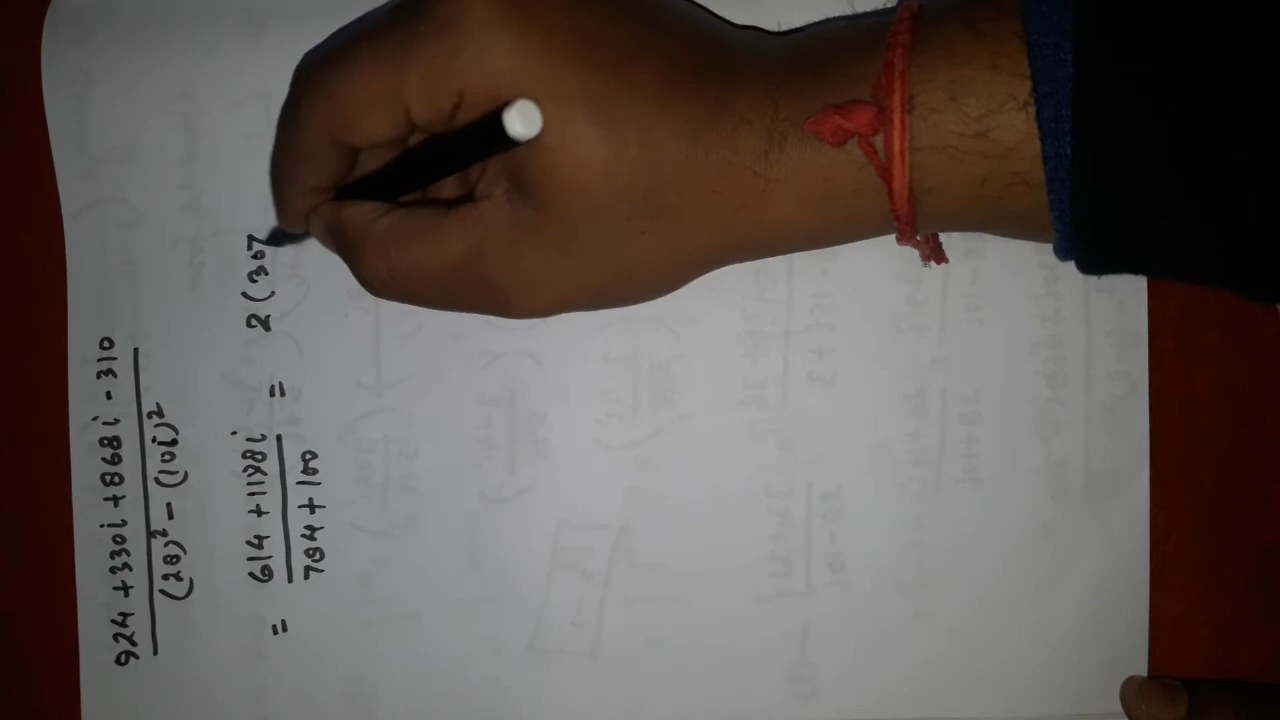 924 + 330i + 868i - 310
(28)² - (10i)²
= 614 + 1198i = 2(307
784 + 100